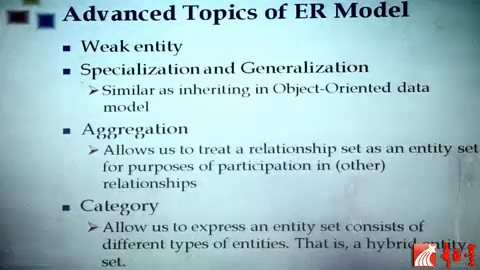 Advanced Topics of ER Model
Weak entity
Specialization and Generalization
Similar as inheriting in Object-Oriented data
model
Aggregation
Allows us to treat a relationship set as an entity set
for purposes of participation in (other)
relationships
Category
Allow us to express an entity set consists of
different types of entities. That is, a hybrid entity
set.